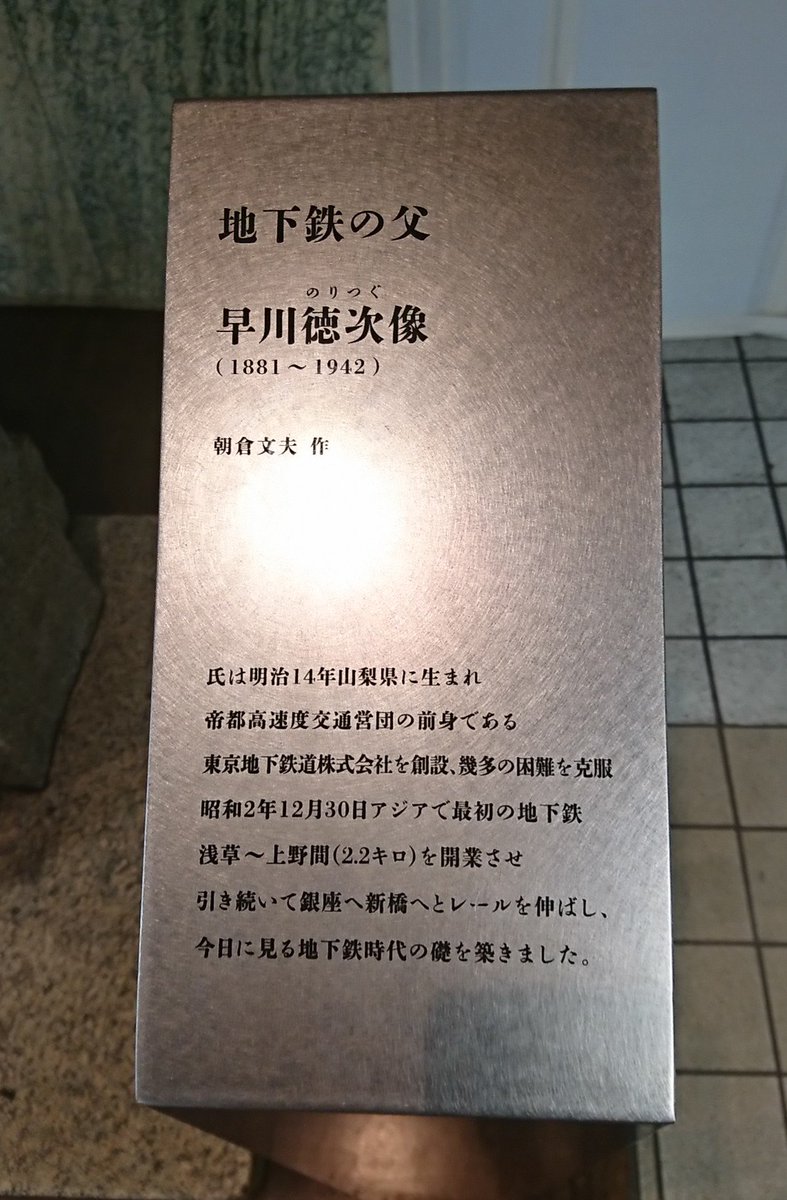 地下鉄の父
のりつぐ
早川徳次像
(1881〜1942)
朝倉文夫 作
氏は明治14年山梨県に生まれ
帝都高速度交通営団の前身である
東京地下鉄道株式会社を創設、幾多の困難を克服
昭和2年12月30日アジアで最初の地下鉄
浅草〜上野間(2.2キロ)を開業させ
引き続いて銀座へ新橋へとレールを伸ばし、
今日に見る地下鉄時代の礎を築きました。